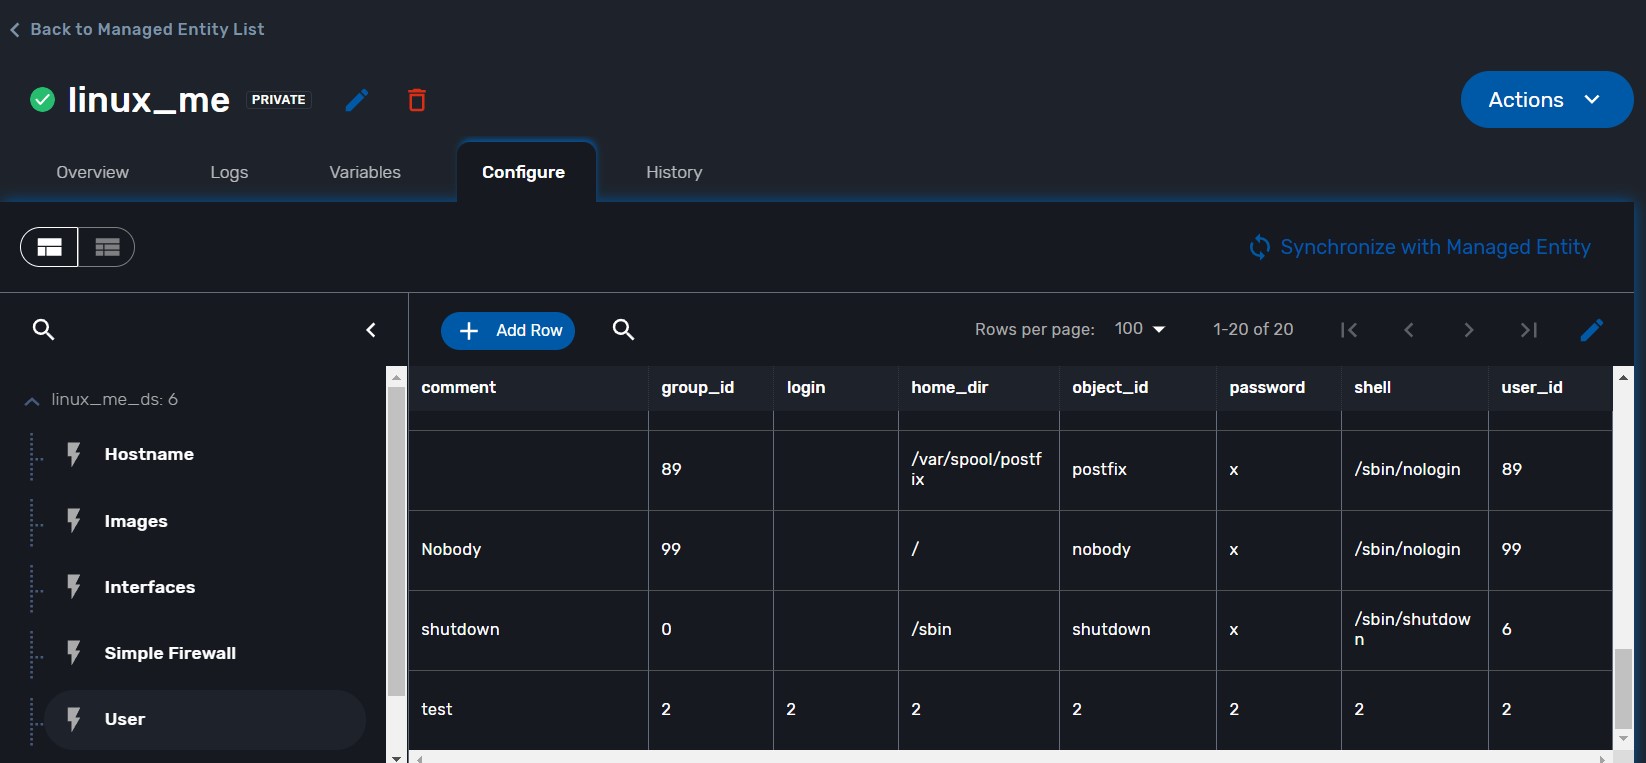 Back to Managed Entity List
linux_me PRIVATE
Actions
Overview Logs Variables Configure History
Synchronize with Managed Entity
Add Row
Rows per page: 100 1-20 of 20
linux_me_ds: 6
Hostname
Images
Interfaces
Simple Firewall
User
comment group_id login home_dir object_id password shell user_id
89 /var/spool/postf
ix postfix x /sbin/nologin 89
Nobody 99 / nobody x /sbin/nologin 99
shutdown 0 /sbin shutdown x /sbin/shutdow
n 6
test 2 2 2 2 2 2 2